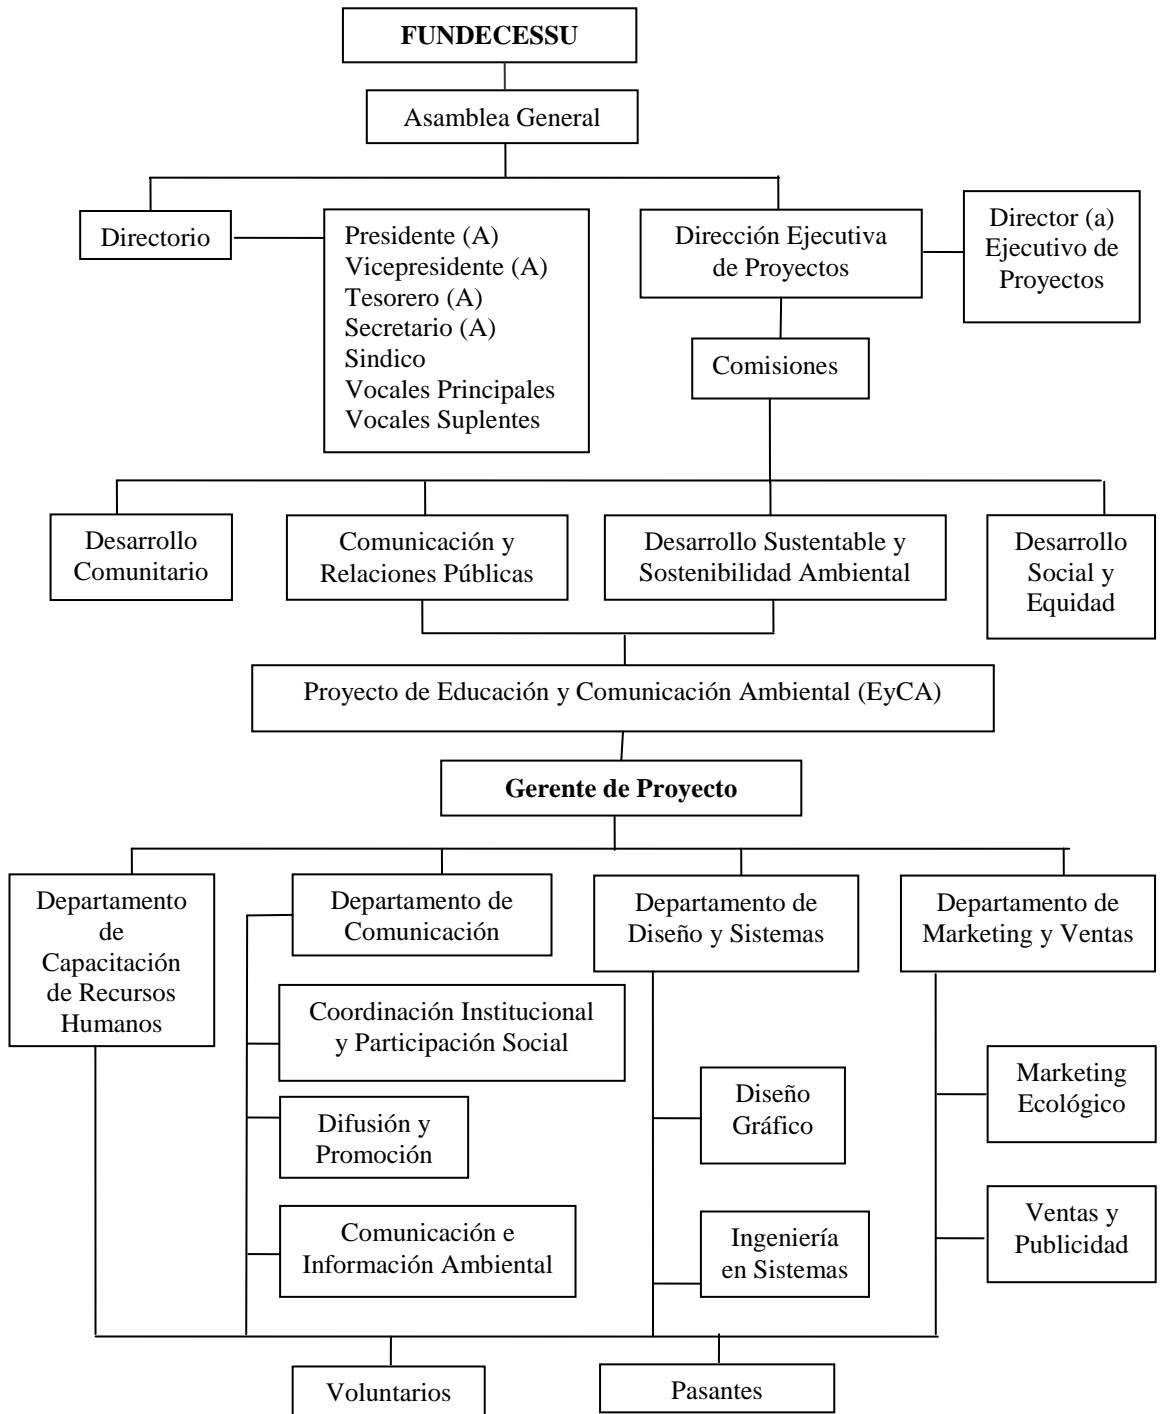 FUNDECESSU
Asamblea General
Directorio
Presidente (A)
Vicepresidente (A)
Tesorero (A)
Secretario (A)
Sindico
Vocales Principales
Vocales Suplentes
Dirección Ejecutiva
de Proyectos
Director (a)
Ejecutivo de
Proyectos
Comisiones
Desarrollo
Comunitario
Comunicación y
Relaciones Públicas
Desarrollo Sustentable y
Sostenibilidad Ambiental
Desarrollo
Social y
Equidad
Proyecto de Educación y Comunicación Ambiental (EyCA)
Gerente de Proyecto
Departamento
de
Capacitación
de Recursos
Humanos
Departamento de
Comunicación
Coordinación Institucional
y Participación Social
Difusión y
Promoción
Comunicación e
Información Ambiental
Departamento de
Diseño y Sistemas
Diseño
Gráfico
Ingeniería
en Sistemas
Departamento de
Marketing y Ventas
Marketing
Ecológico
Ventas y
Publicidad
Voluntarios
Pasantes